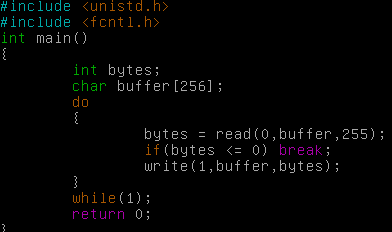 #include <unistd.h>
#include <fcntl.h>
int main()
{
        int bytes;
        char buffer[256];
        do
        {
                bytes = read(0,buffer,255);
                if(bytes <= 0) break;
                write(1,buffer,bytes);
        }
        while(1);
        return 0;
}